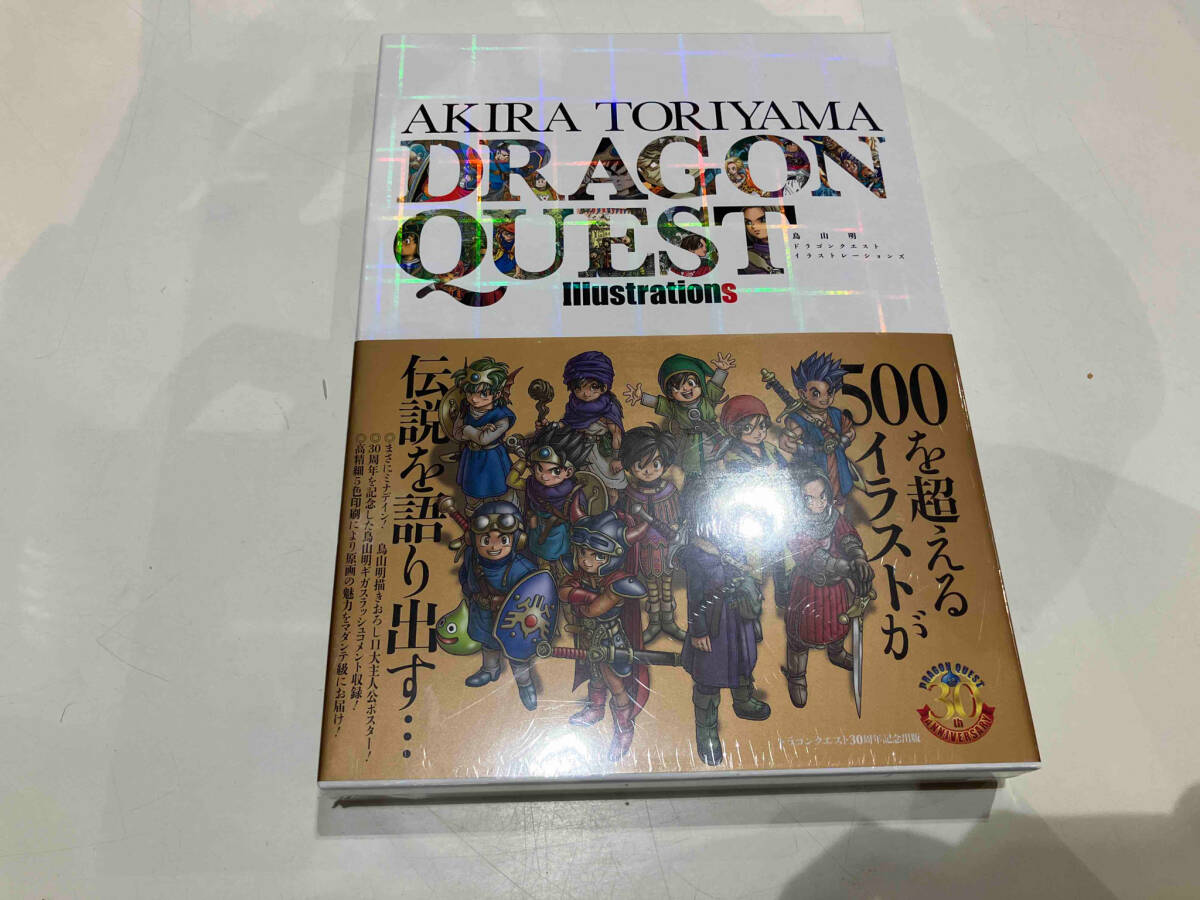 AKIRA TORIYAMA
DRAGON
QUEST
Illustrations
鳥山明
ドラゴンクエスト
イラストレーションズ
500を超える
イラストが
伝説を語り出す…
◎まさにミナデイン! 鳥山明描きおろし11大主人公ポスター!
◎30周年を記念した鳥山明ギガスラッシュコメント収録!
◎高精細5色印刷により原画の魅力をマダンテ級にお届け!
DRAGON QUEST
30th
ANNIVERSARY
ドラゴンクエスト30周年記念出版